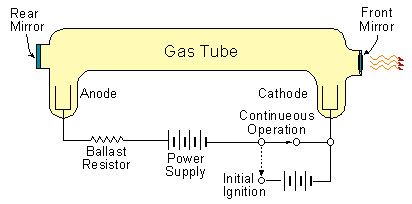 Rear
Mirror
Front
Mirror
Gas Tube
Anode
Cathode
Continuous
Operation
Ballast
Resistor
Power
Supply
Initial
Ignition